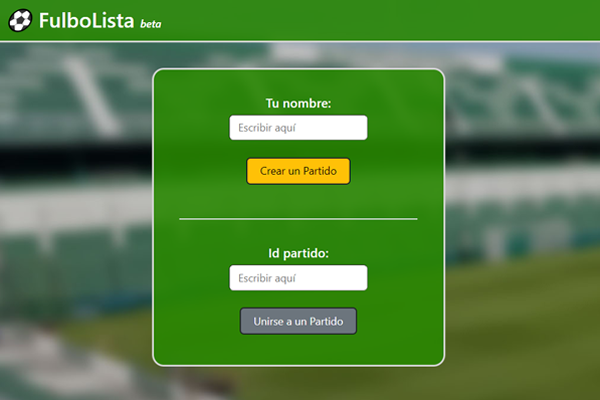 FulboLista beta
Tu nombre:
Escribir aquí
Crear un Partido
Id partido:
Escribir aquí
Unirse a un Partido